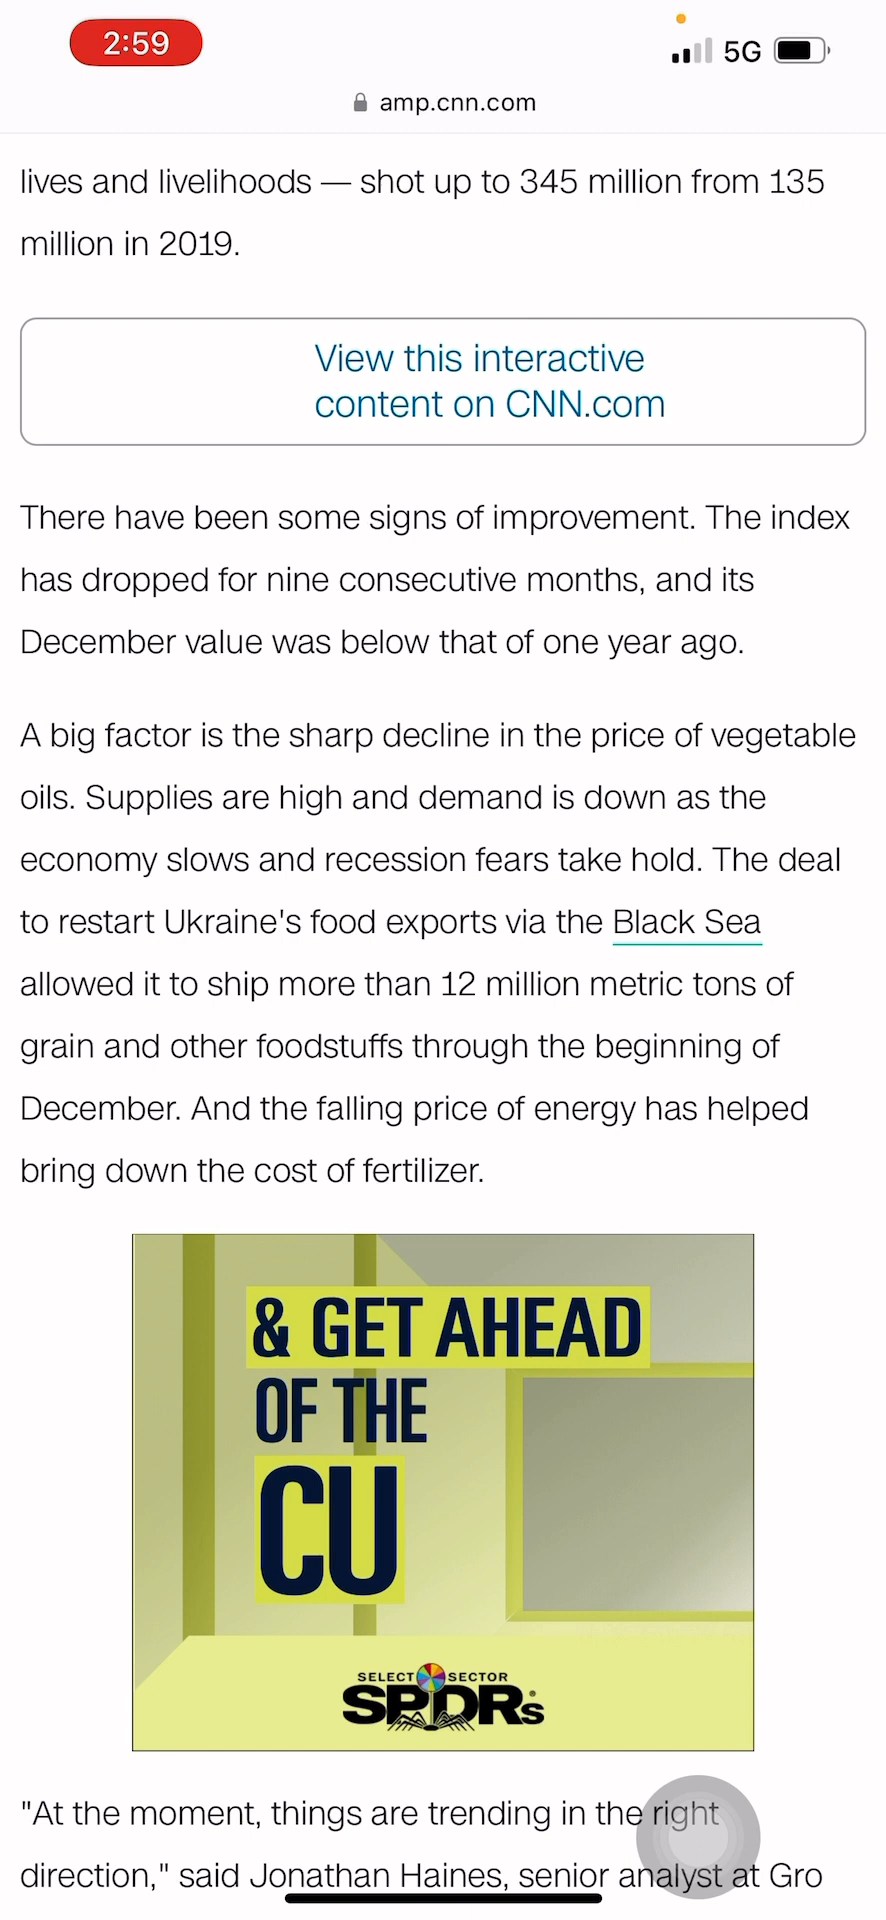 2:59
5G
amp.cnn.com
lives and livelihoods — shot up to 345 million from 135
million in 2019.
View this interactive
content on CNN.com
There have been some signs of improvement. The index
has dropped for nine consecutive months, and its
December value was below that of one year ago.
A big factor is the sharp decline in the price of vegetable
oils. Supplies are high and demand is down as the
economy slows and recession fears take hold. The deal
to restart Ukraine's food exports via the Black Sea
allowed it to ship more than 12 million metric tons of
grain and other foodstuffs through the beginning of
December. And the falling price of energy has helped
bring down the cost of fertilizer.
& GET AHEAD
OF THE
CU
SELECT SECTOR
SPDRs®
"At the moment, things are trending in the right
direction," said Jonathan Haines, senior analyst at Gro